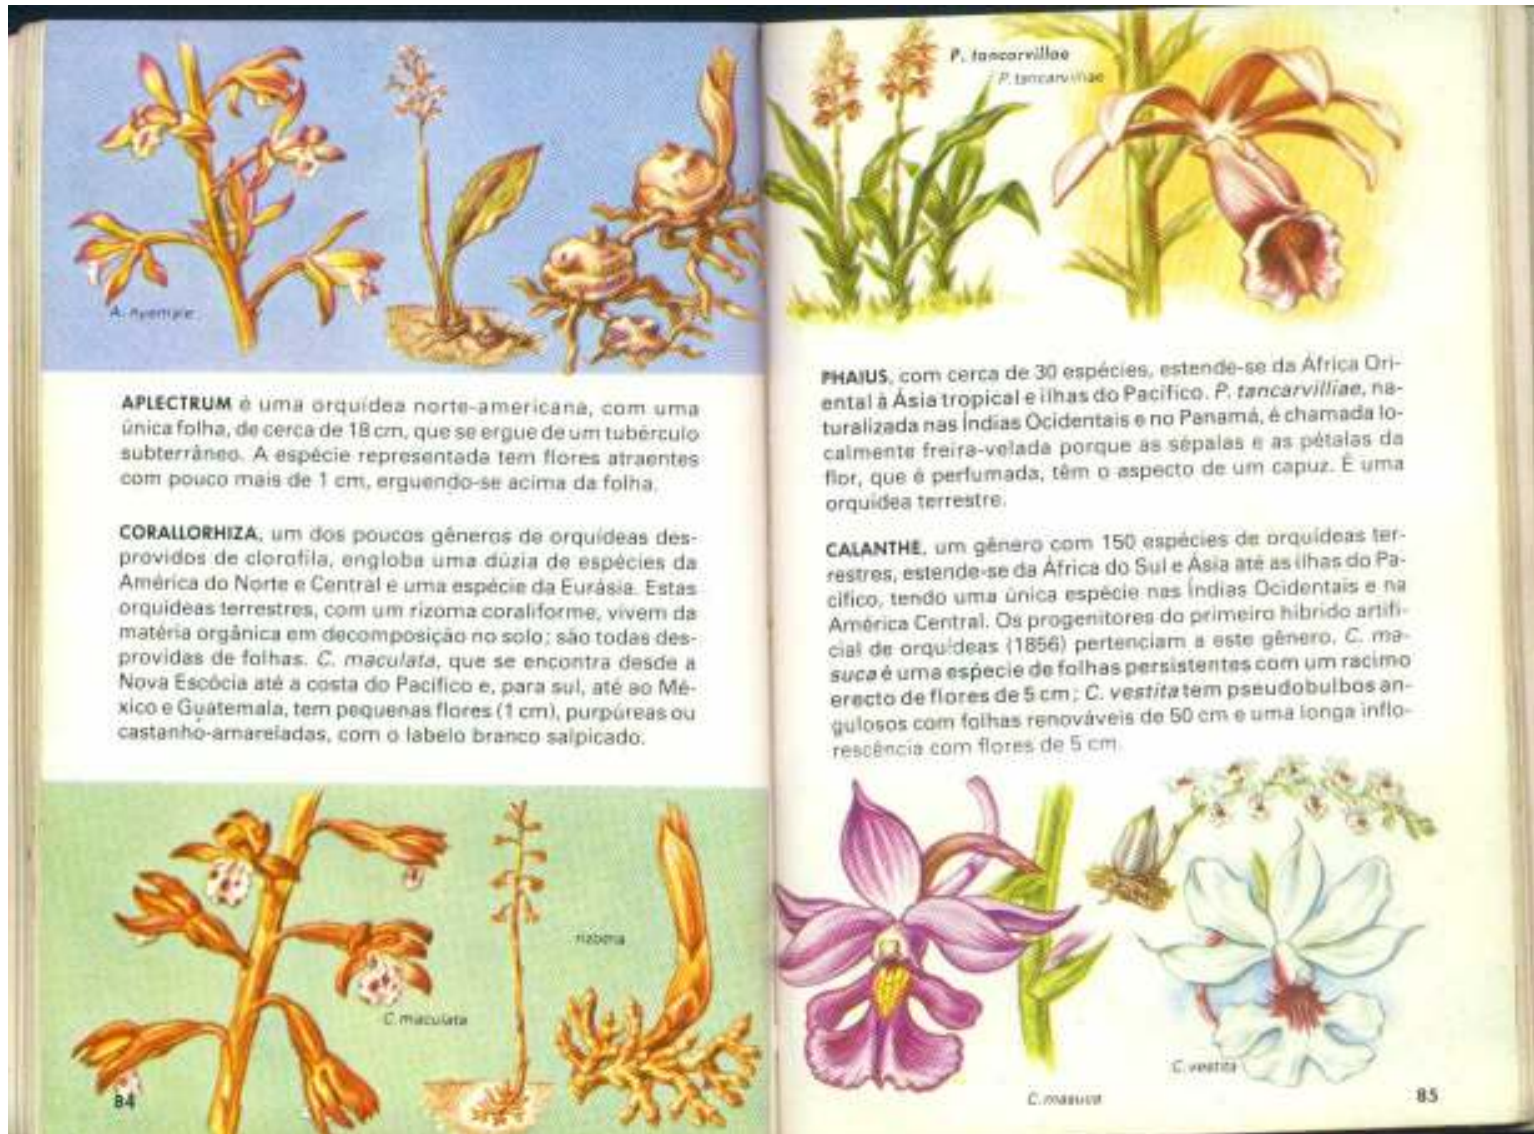 A. hyemale
APLECTRUM é uma orquídea norte-americana, com uma
única folha, de cerca de 18 cm, que se ergue de um tubérculo
subterrâneo. A espécie representada tem flores atraentes
com pouco mais de 1 cm, erguendo-se acima da folha.
CORALLORHIZA, um dos poucos gêneros de orquídeas des-
providos de clorofila, engloba uma dúzia de espécies da
América do Norte e Central e uma espécie da Eurásia. Estas
orquídeas terrestres, com um rizoma coraliforme, vivem da
matéria orgânica em decomposição no solo; são todas des-
providas de folhas. C. maculata, que se encontra desde a
Nova Escócia até a costa do Pacífico e, para sul, até ao Mé-
xico e Guatemala, tem pequenas flores (1 cm), purpúreas ou
castanho-amareladas, com o labelo branco salpicado.
rizoma
C. maculata
84
P. tancarvillae
P. tancarvilliae
PHAIUS, com cerca de 30 espécies, estende-se da África Ori-
ental à Ásia tropical e ilhas do Pacífico. P. tancarvilliae, na-
turalizada nas Índias Ocidentais e no Panamá, é chamada lo-
calmente freira-velada porque as sépalas e as pétalas da
flor, que é perfumada, têm o aspecto de um capuz. É uma
orquídea terrestre.
CALANTHE, um gênero com 150 espécies de orquídeas ter-
restres, estende-se da África do Sul e Ásia até as ilhas do Pa-
cífico, tendo uma única espécie nas Índias Ocidentais e na
América Central. Os progenitores do primeiro híbrido artifi-
cial de orquídeas (1856) pertenciam a este gênero. C. ma-
suca é uma espécie de folhas persistentes com um racimo
erecto de flores de 5 cm; C. vestita tem pseudobulbos an-
gulosos com folhas renováveis de 50 cm e uma longa inflo-
rescência com flores de 5 cm.
C. vestita
C. masuca
85